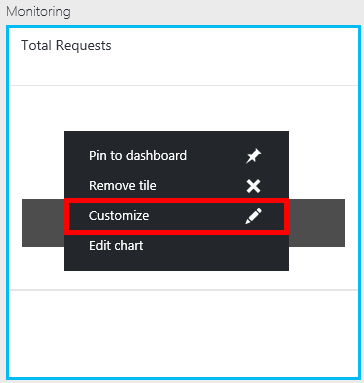 Monitoring
Total Requests
Pin to dashboard
Remove tile
Customize
Edit chart